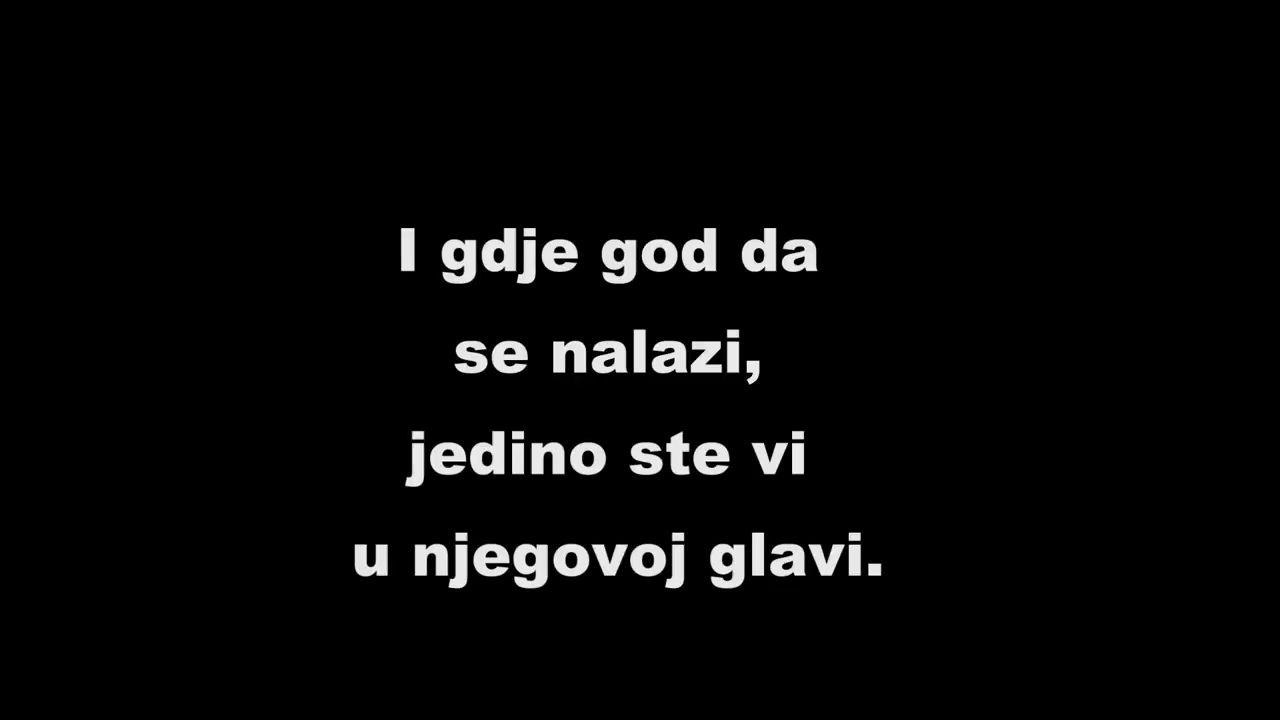 I gdje god da
se nalazi,
jedino ste vi
u njegovoj glavi.